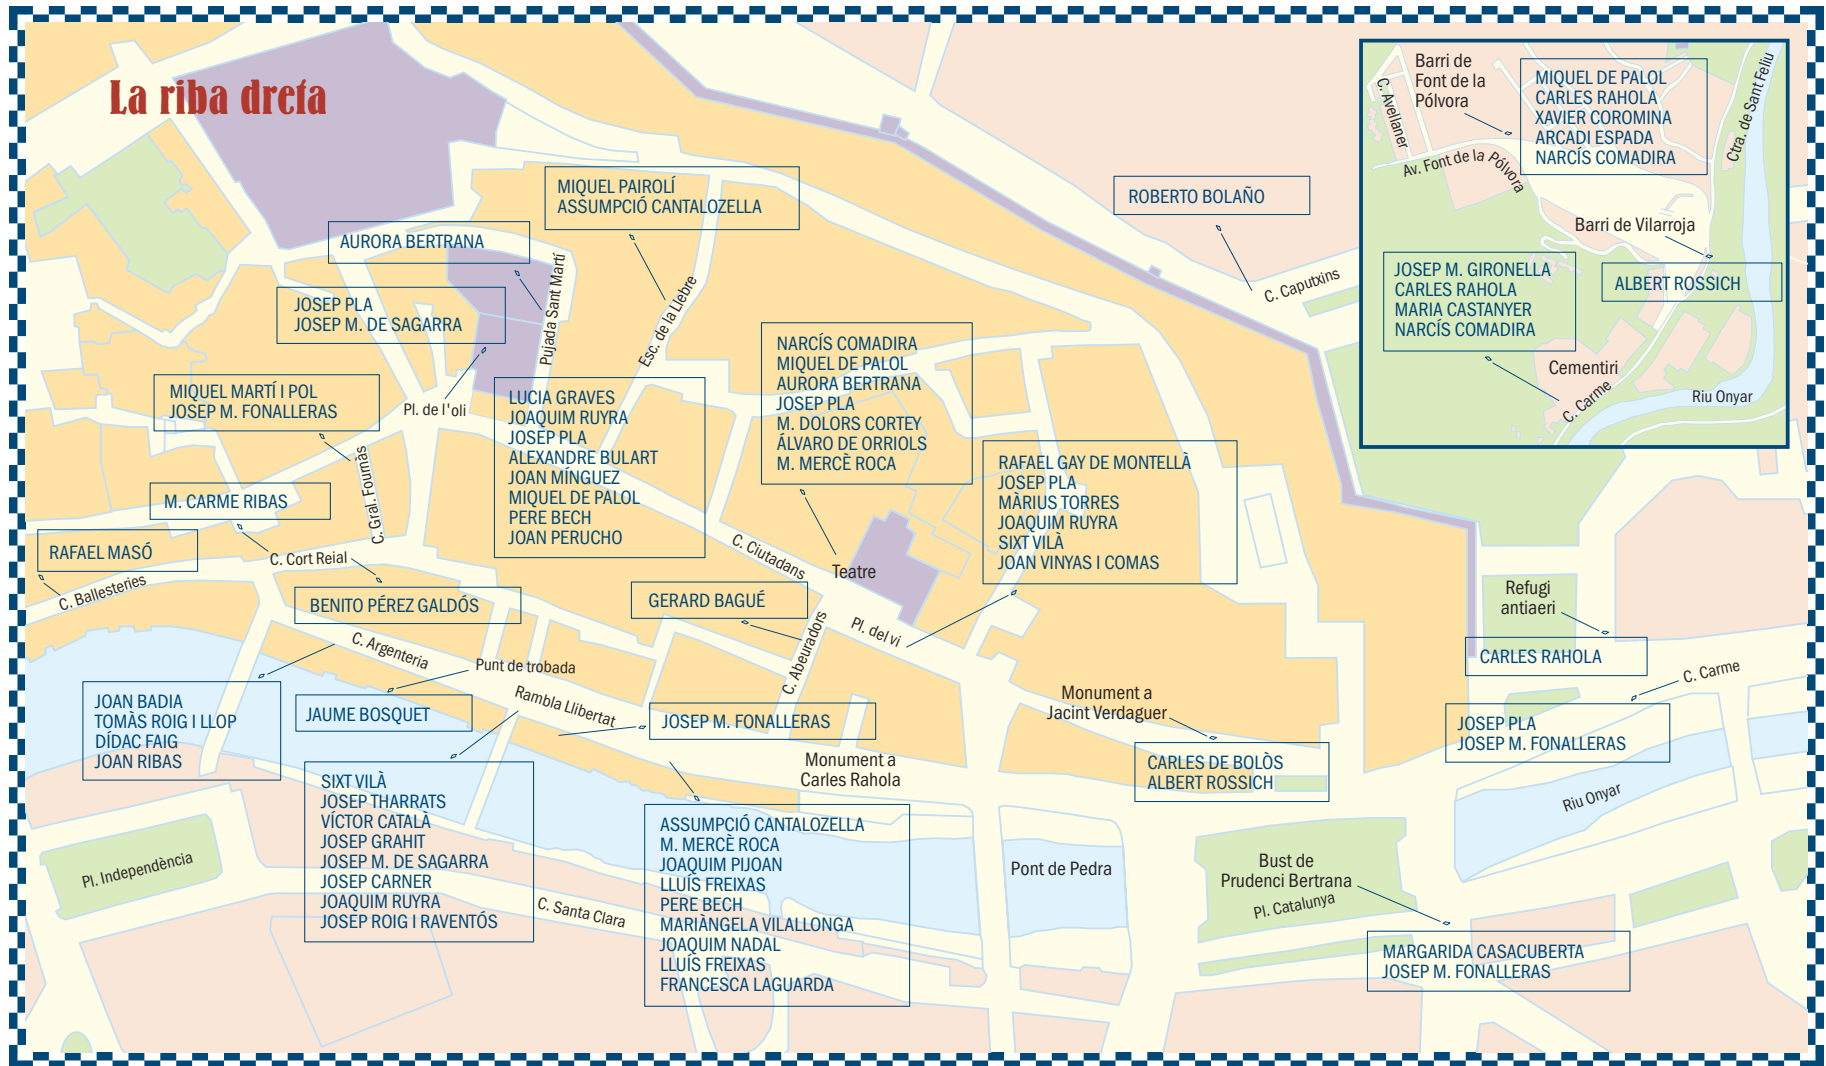 La riba dreta
Barri de
Font de la
Pólvora
MIQUEL DE PALOL
CARLES RAHOLA
XAVIER COROMINA
ARCADI ESPADA
NARCÍS COMADIRA
C. Avellaner
Ctra. de Sant Feliu
Av. Font de la Pólvora
Barri de Vilarroja
ALBERT ROSSICH
JOSEP M. GIRONELLA
CARLES RAHOLA
MARIA CASTANYER
NARCÍS COMADIRA
Cementiri
C. Carme
Riu Onyar
MIQUEL PAIROLÍ
ASSUMPCIÓ CANTALOZELLA
ROBERTO BOLAÑO
C. Caputxins
AURORA BERTRANA
JOSEP PLA
JOSEP M. DE SAGARRA
Pujada Sant Martí
Esc. de la Llebre
MIQUEL MARTÍ I POL
JOSEP M. FONALLERAS
Pl. de l'oli
LUCIA GRAVES
JOAQUIM RUYRA
JOSEP PLA
ALEXANDRE BULART
JOAN MÍNGUEZ
MIQUEL DE PALOL
PERE BECH
JOAN PERUCHO
NARCÍS COMADIRA
MIQUEL DE PALOL
AURORA BERTRANA
JOSEP PLA
M. DOLORS CORTEY
ÁLVARO DE ORRIOLS
M. MERCÈ ROCA
RAFAEL GAY DE MONTELLÀ
JOSEP PLA
MÀRIUS TORRES
JOAQUIM RUYRA
SIXT VILÀ
JOAN VINYAS I COMAS
M. CARME RIBAS
C. Gral. Fournàs
RAFAEL MASÓ
C. Cort Reial
C. Ballesteries
BENITO PÉREZ GALDÓS
C. Ciutadans
Teatre
GERARD BAGUÉ
Pl. del vi
C. Abeuradors
Refugi
antiaeri
CARLES RAHOLA
C. Carme
C. Argenteria
Punt de trobada
Rambla Llibertat
JOAN BADIA
TOMÀS ROIG I LLOP
DÍDAC FAIG
JOAN RIBAS
JAUME BOSQUET
JOSEP M. FONALLERAS
Monument a
Jacint Verdaguer
CARLES DE BOLÒS
ALBERT ROSSICH
JOSEP PLA
JOSEP M. FONALLERAS
Monument a
Carles Rahola
Riu Onyar
SIXT VILÀ
JOSEP THARRATS
VÍCTOR CATALÀ
JOSEP GRAHIT
JOSEP M. DE SAGARRA
JOSEP CARNER
JOAQUIM RUYRA
JOSEP ROIG I RAVENTÓS
ASSUMPCIÓ CANTALOZELLA
M. MERCÈ ROCA
JOAQUIM PIJOAN
LLUÍS FREIXAS
PERE BECH
MARIÀNGELA VILALLONGA
JOAQUIM NADAL
LLUÍS FREIXAS
FRANCESCA LAGUARDA
Pl. Independència
C. Santa Clara
Pont de Pedra
Bust de
Prudenci Bertrana
Pl. Catalunya
MARGARIDA CASACUBERTA
JOSEP M. FONALLERAS